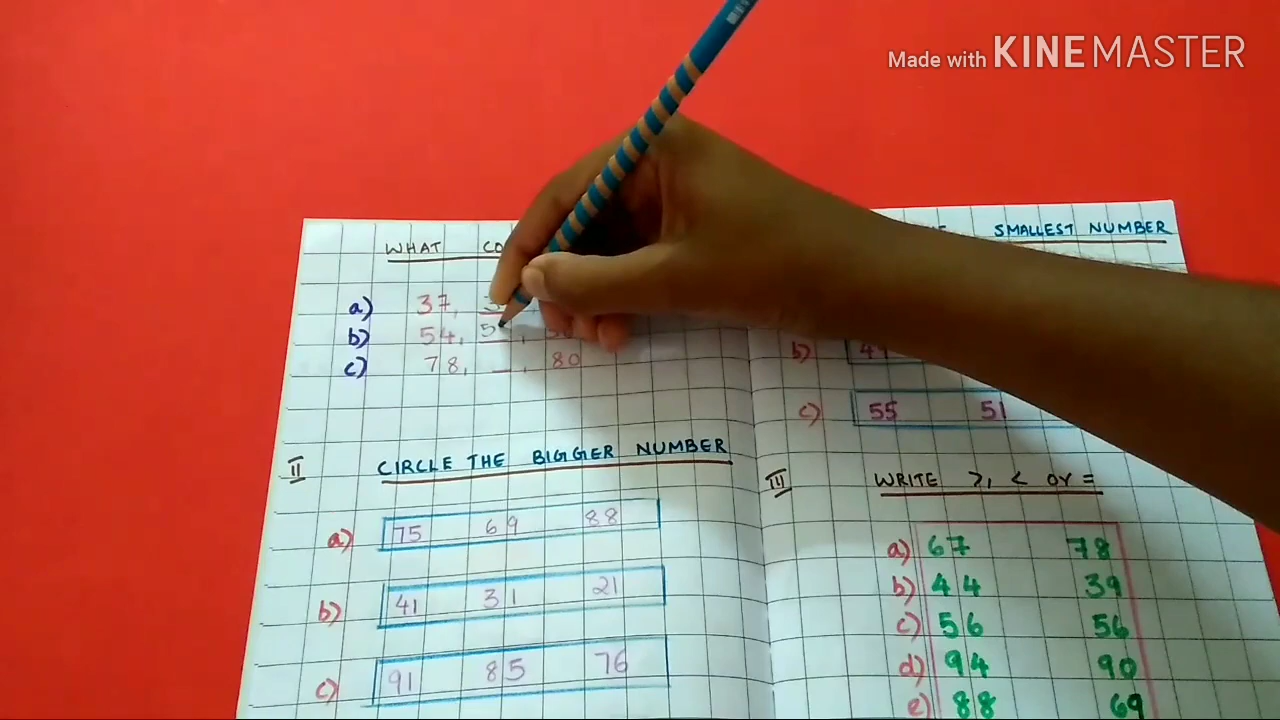 Made with KINEMASTER
WHAT
a) 37,
b) 54, 5 ,
c) 78, _, 80
II CIRCLE THE BIGGER NUMBER
a) 75 69 88
b) 41 31 21
c) 91 85 76
SMALLEST NUMBER
b)
c) 55 51
III WRITE >, < or =
a) 67 78
b) 44 39
c) 56 56
d) 94 90
e) 88 69